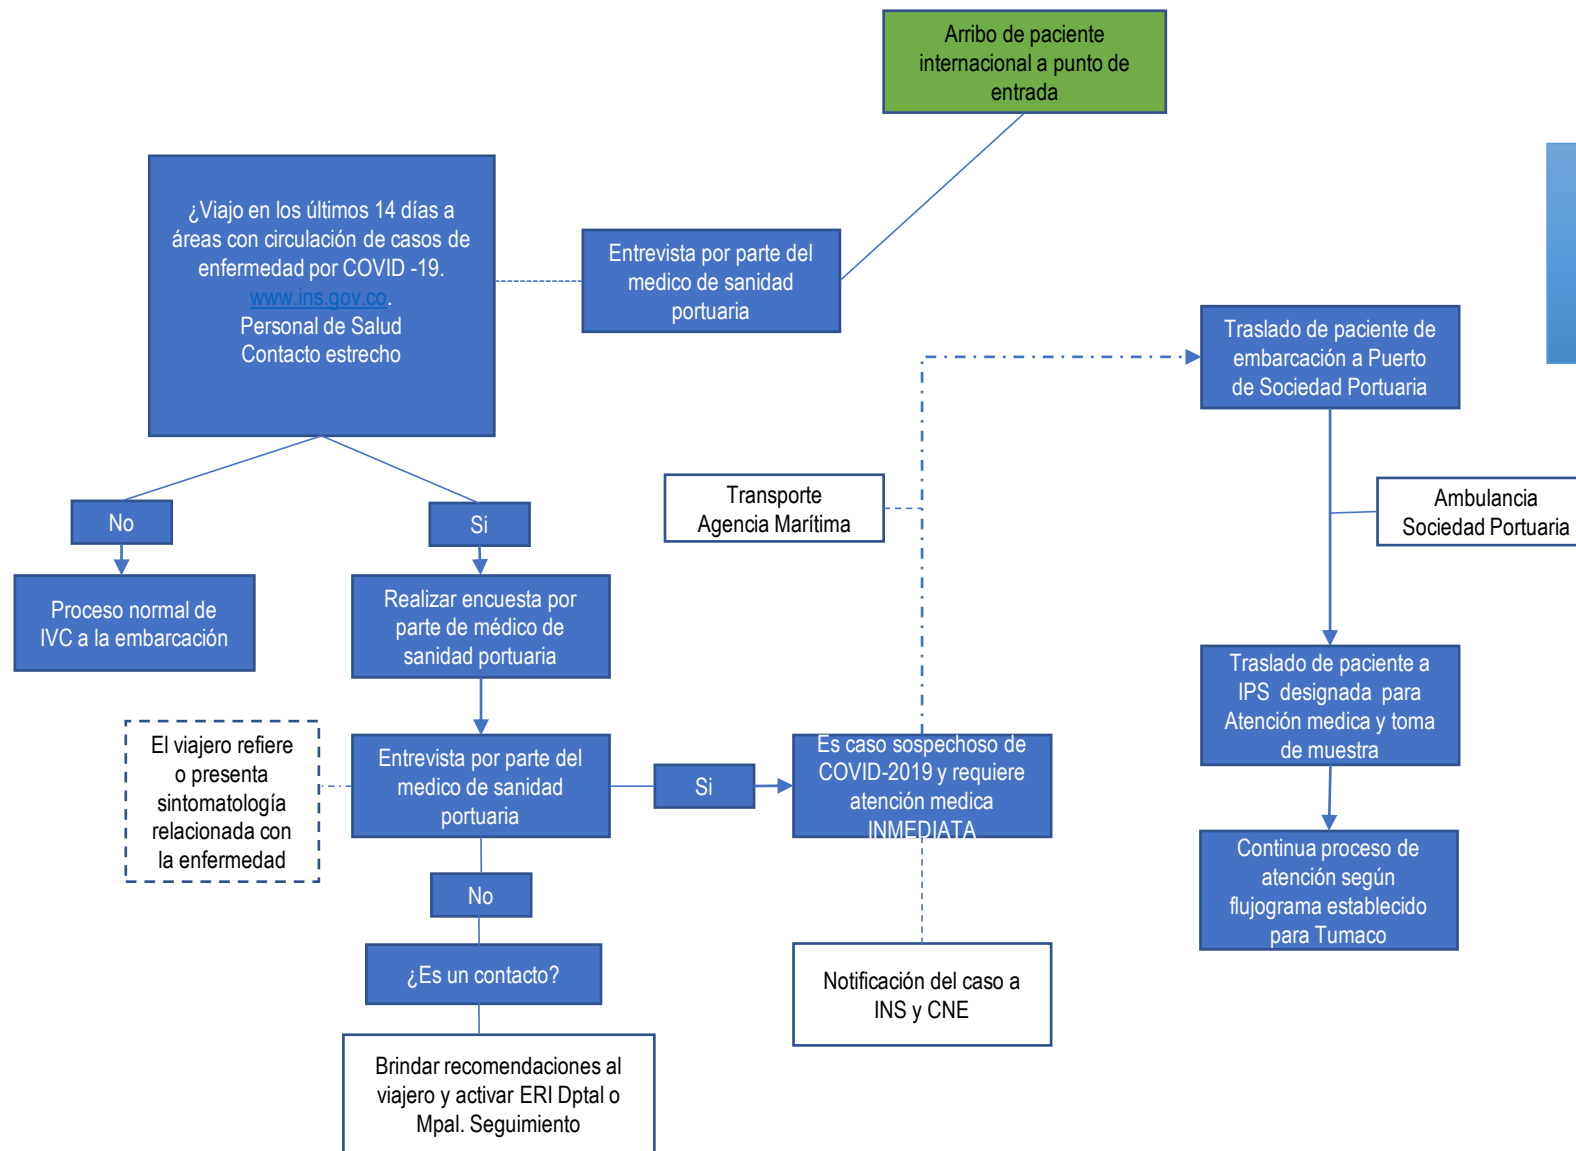 Arribo de paciente
internacional a punto de
entrada
¿Viajo en los últimos 14 días a
áreas con circulación de casos de
enfermedad por COVID -19.
www.ins.gov.co.
Personal de Salud
Contacto estrecho
Entrevista por parte del
medico de sanidad
portuaria
Traslado de paciente de
embarcación a Puerto
de Sociedad Portuaria
Transporte
Agencia Marítima
Ambulancia
Sociedad Portuaria
No
Si
Proceso normal de
IVC a la embarcación
Realizar encuesta por
parte de médico de
sanidad portuaria
Traslado de paciente a
IPS designada para
Atención medica y toma
de muestra
El viajero refiere
o presenta
sintomatología
relacionada con
la enfermedad
Entrevista por parte del
medico de sanidad
portuaria
Si
Es caso sospechoso de
COVID-2019 y requiere
atención medica
INMEDIATA
Continua proceso de
atención según
flujograma establecido
para Tumaco
No
¿Es un contacto?
Notificación del caso a
INS y CNE
Brindar recomendaciones al
viajero y activar ERI Dptal o
Mpal. Seguimiento